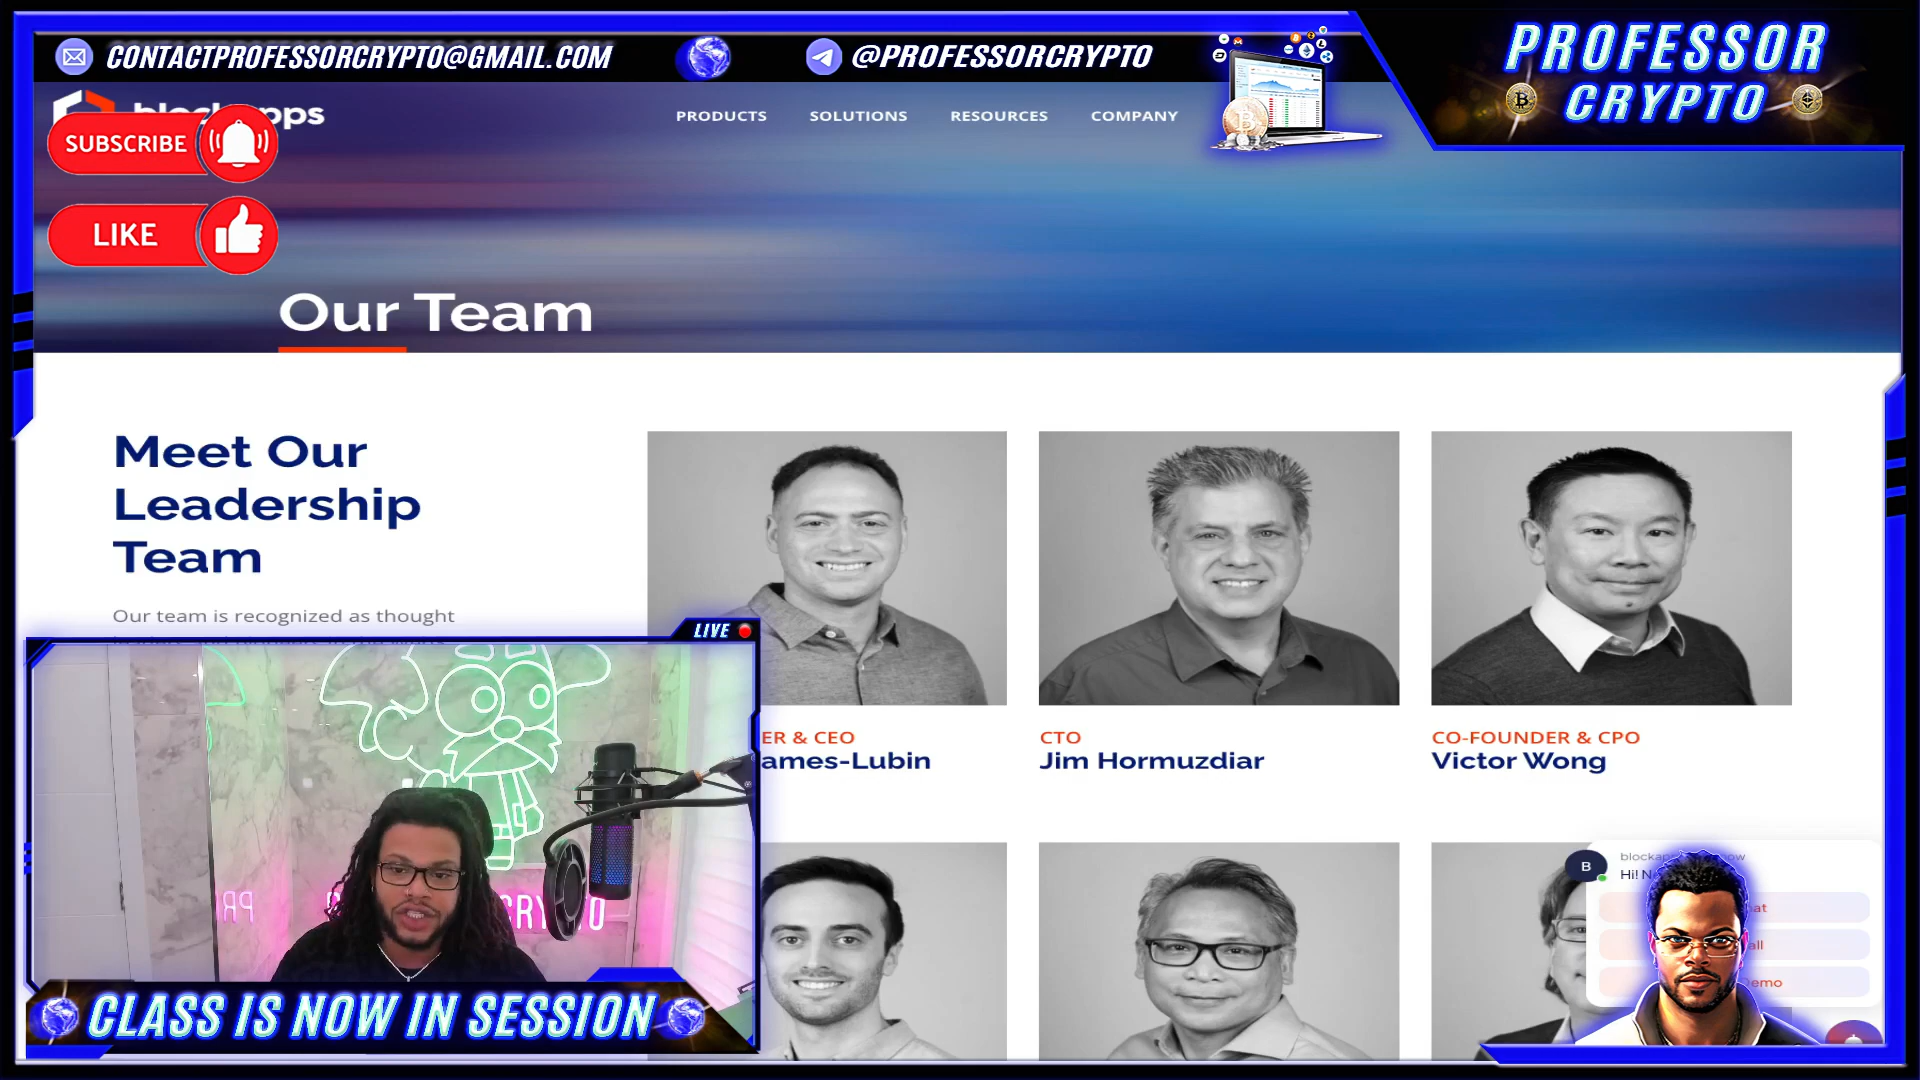 CONTACTPROFESSORCRYPTO@GMAIL.COM
@PROFESSORCRYPTO
PROFESSOR
CRYPTO
PRODUCTS
SOLUTIONS
RESOURCES
COMPANY
SUBSCRIBE
LIKE
Our Team
Meet Our
Leadership
Team
Our team is recognized as thought
LIVE
ER & CEO
ames-Lubin
CTO
Jim Hormuzdiar
CO-FOUNDER & CPO
Victor Wong
B
Hi!
CLASS IS NOW IN SESSION